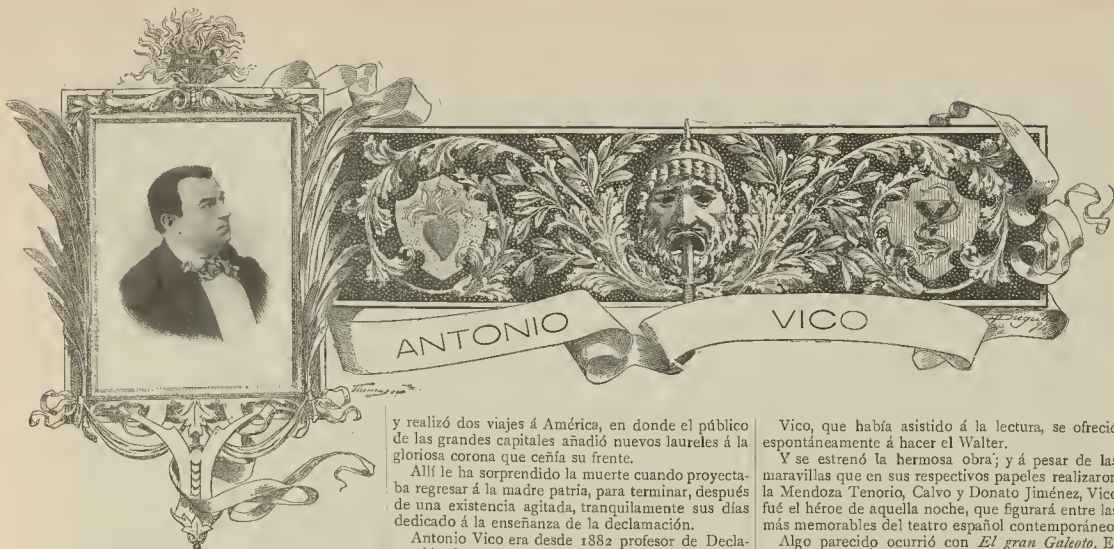 ANTONIO VICO
y realizó dos viajes á América, en donde el público
de las grandes capitales añadió nuevos laureles á la
gloriosa corona que ceñía su frente.
Allí le ha sorprendido la muerte cuando proyecta-
ba regresar á la madre patria, para terminar, después
de una existencia agitada, tranquilamente sus días
dedicado á la enseñanza de la declamación.
Antonio Vico era desde 1882 profesor de Decla-
Vico, que había asistido á la lectura, se ofreció
espontáneamente á hacer el Walter.
Y se estrenó la hermosa obra; y á pesar de las
maravillas que en sus respectivos papeles realizaron
la Mendoza Tenorio, Calvo y Donato Jiménez, Vico
fué el héroe de aquella noche, que figurará entre las
más memorables del teatro español contemporáneo.
Algo parecido ocurrió con El gran Galeoto. E